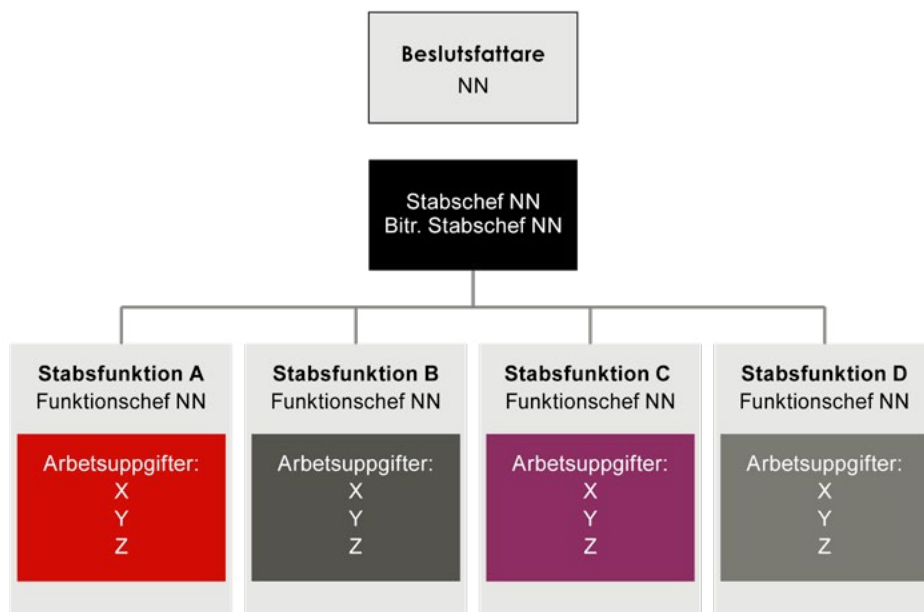 Beslutsfattare
NN
Stabschef NN
Bitr. Stabschef NN
Stabsfunktion A
Funktionschef NN
Arbetsuppgifter:
X
Y
Z
Stabsfunktion B
Funktionschef NN
Arbetsuppgifter:
X
Y
Z
Stabsfunktion C
Funktionschef NN
Arbetsuppgifter:
X
Y
Z
Stabsfunktion D
Funktionschef NN
Arbetsuppgifter:
X
Y
Z